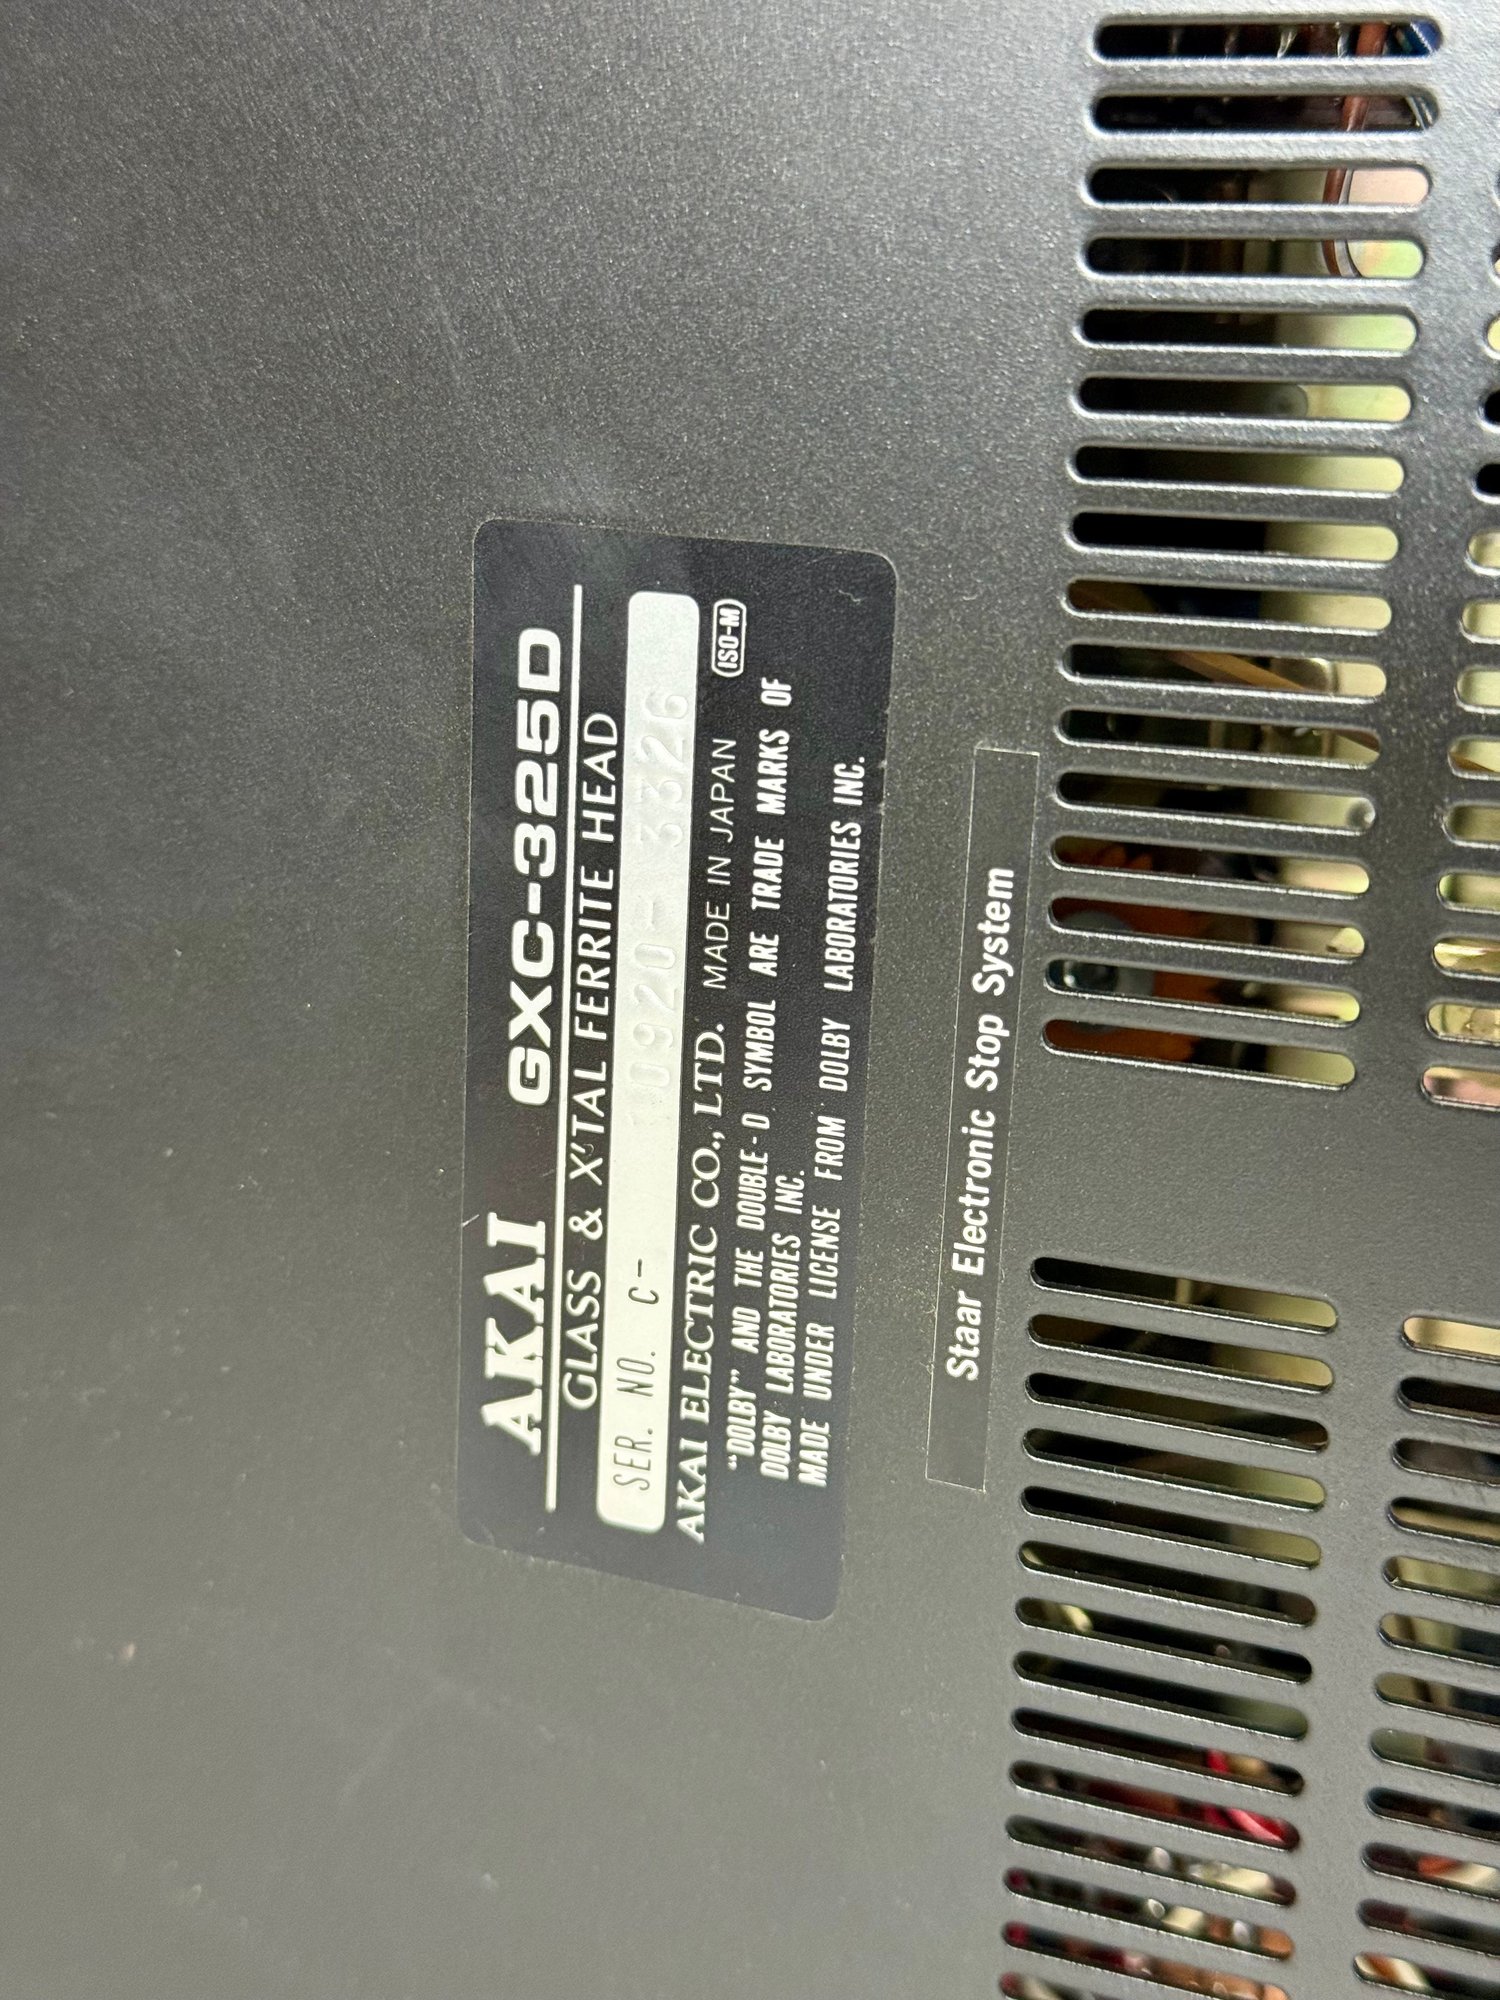 AKAI GXC-325D
GLASS & X'TAL FERRITE HEAD
SER. NO. C- 10920-3326
AKAI ELECTRIC CO., LTD. MADE IN JAPAN ISO-M
“DOLBY” AND THE DOUBLE-D SYMBOL ARE TRADE MARKS OF
DOLBY LABORATORIES INC.
MADE UNDER LICENSE FROM DOLBY LABORATORIES INC.
Staar Electronic Stop System